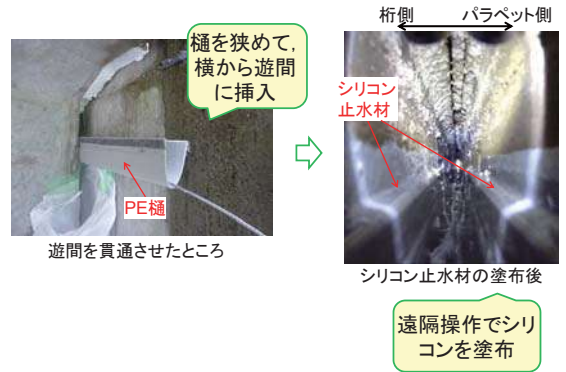 樋を狭めて,
横から遊間
に挿入
PE樋
遊間を貫通させたところ
桁側
パラペット側
シリコン
止水材
シリコン止水材の塗布後
遠隔操作でシリ
コンを塗布